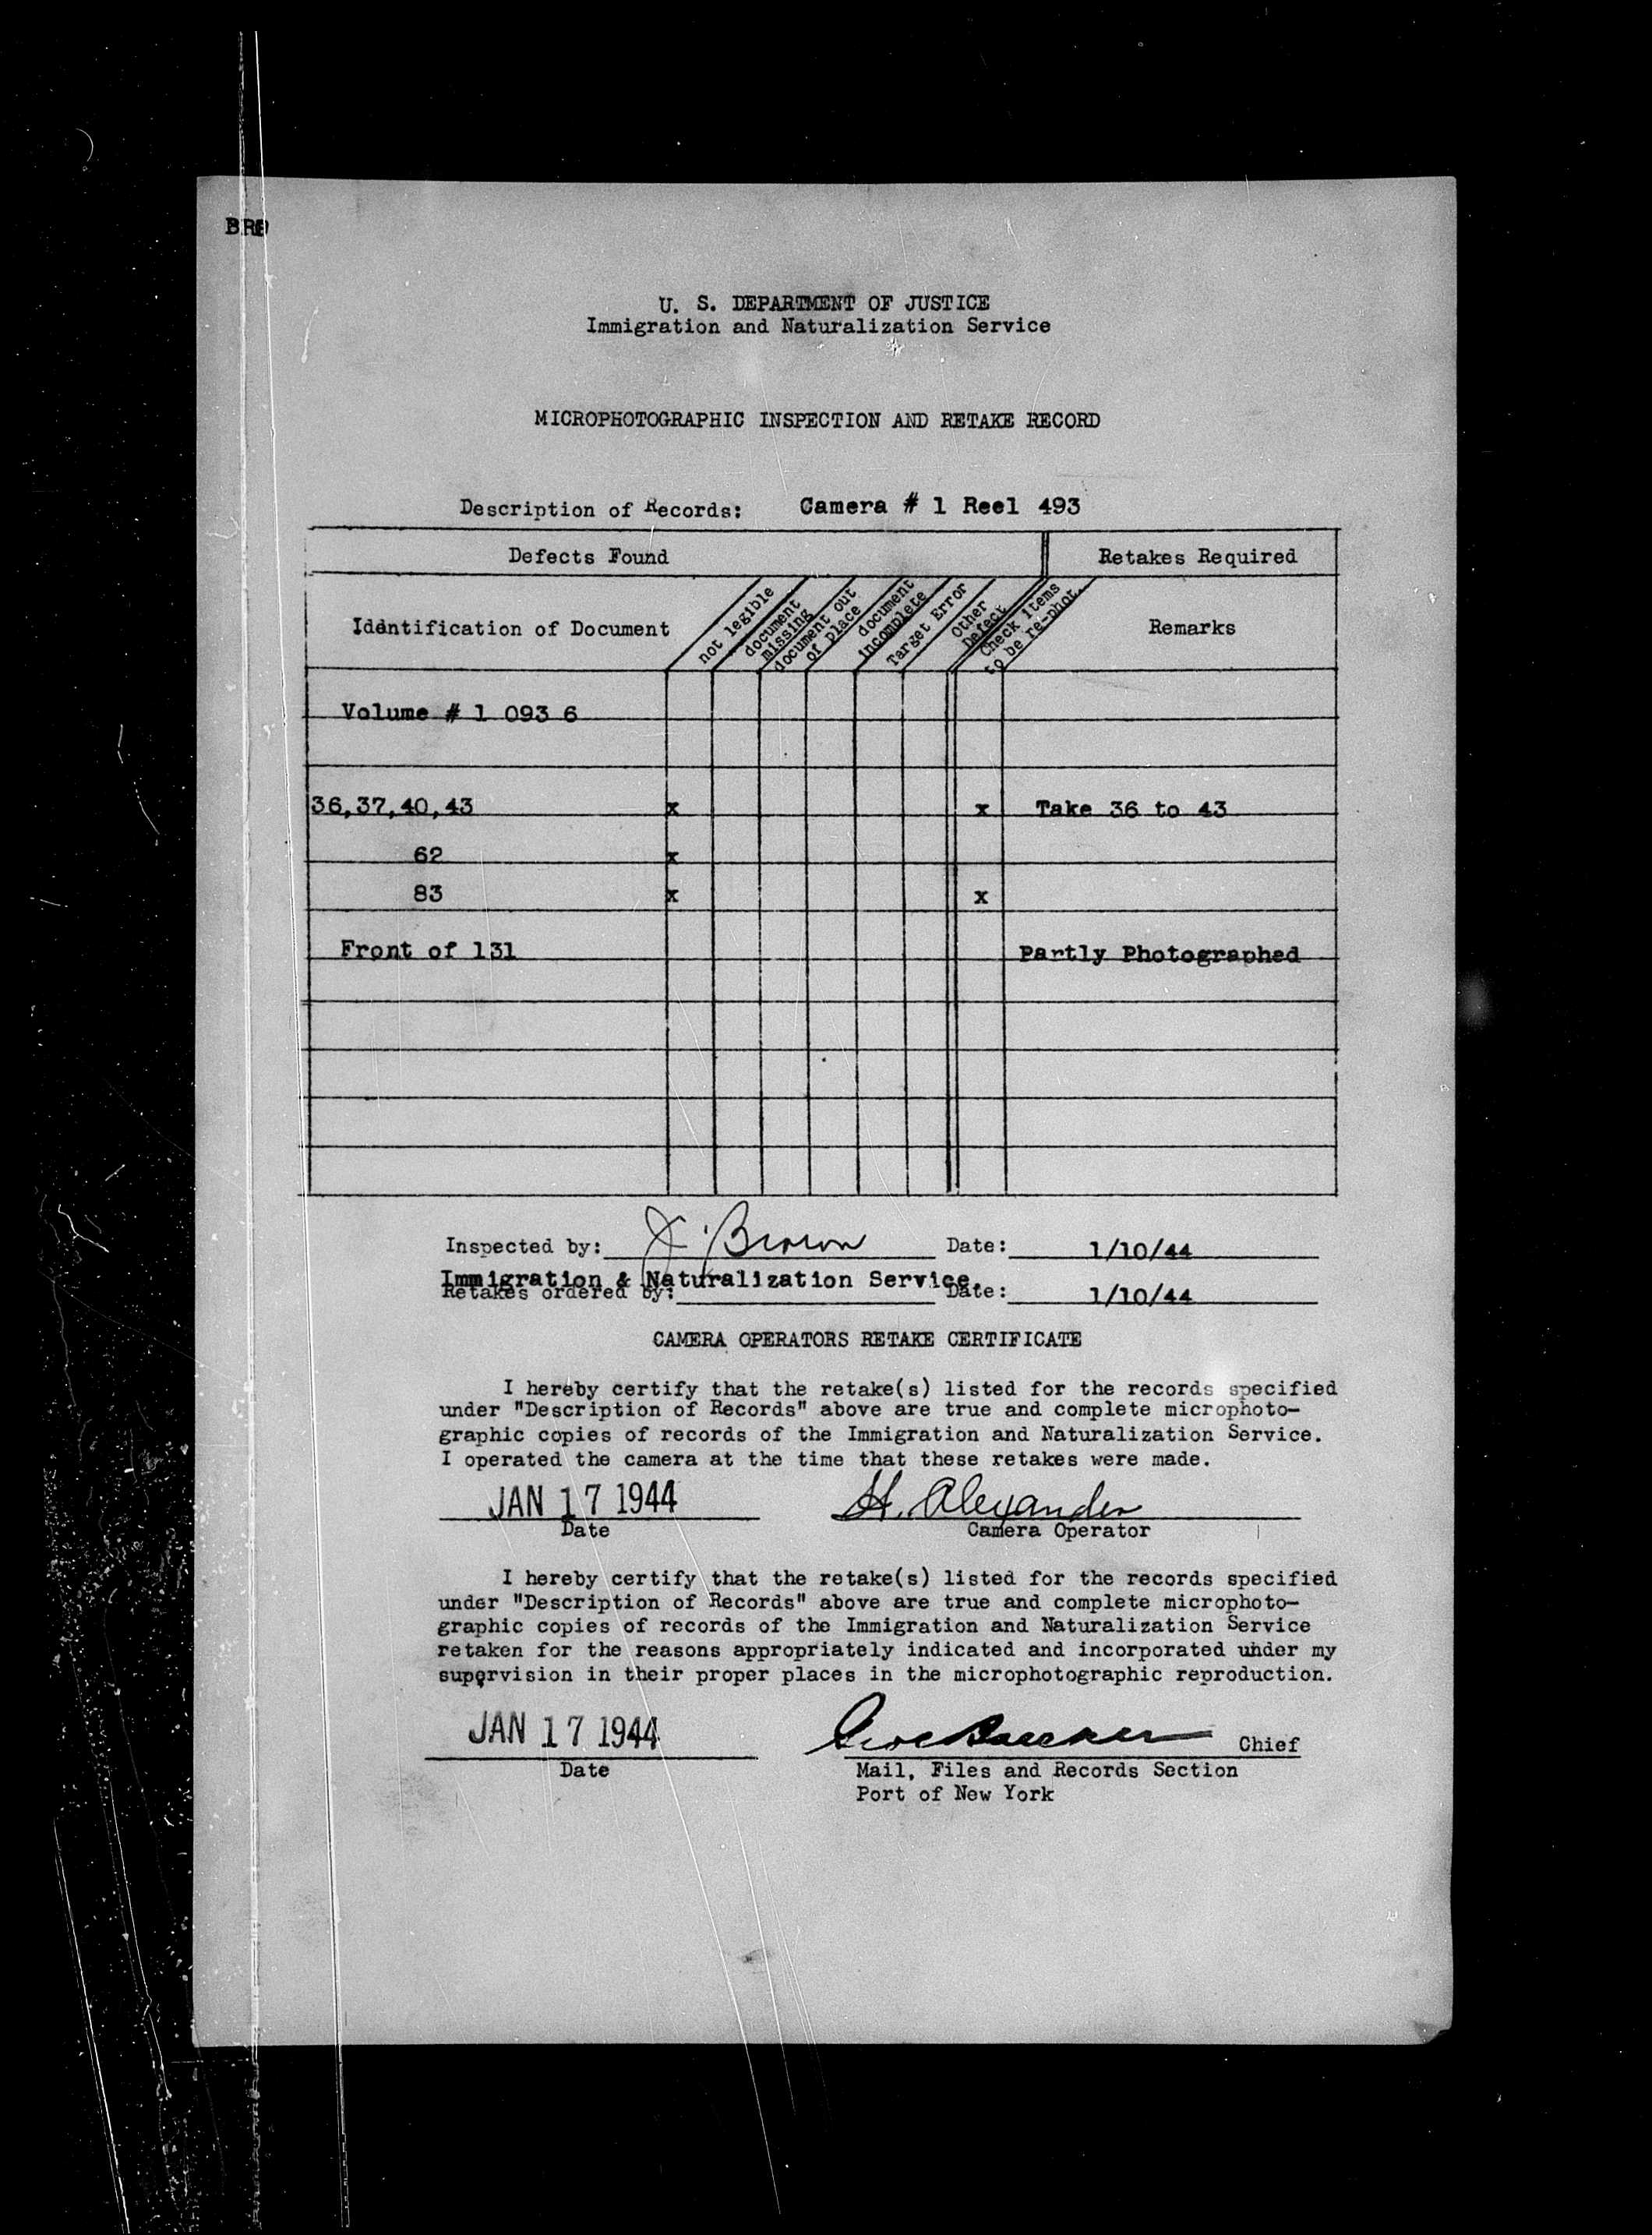 U. S. DEPARTMENT OF JUSTICE
Immigration and Naturalization Service
MICROPHOTOGRAPHIC INSPECTION AND RETAKE RECORD
Description of Records: Camera # 1 Reel 493
Defects Found Retakes Required
Identification of Document not legible document missing document out of place document incomplete Target Error Other Defect Check items to be re-phot. Remarks
Volume # 1 093 6
36,37,40,43 x x Take 36 to 43
62 x
83 x x
Front of 131 Partly Photographed
Inspected by: J. Brown Date: 1/10/44
Immigration & Naturalization Service.
Retakes ordered by: Date: 1/10/44
CAMERA OPERATORS RETAKE CERTIFICATE
I hereby certify that the retake(s) listed for the records specified
under "Description of Records" above are true and complete microphoto-
graphic copies of records of the Immigration and Naturalization Service.
I operated the camera at the time that these retakes were made.
JAN 17 1944 H. Alexander
Date Camera Operator
I hereby certify that the retake(s) listed for the records specified
under "Description of Records" above are true and complete microphoto-
graphic copies of records of the Immigration and Naturalization Service
retaken for the reasons appropriately indicated and incorporated under my
supervision in their proper places in the microphotographic reproduction.
JAN 17 1944 Chief
Date Mail, Files and Records Section
Port of New York